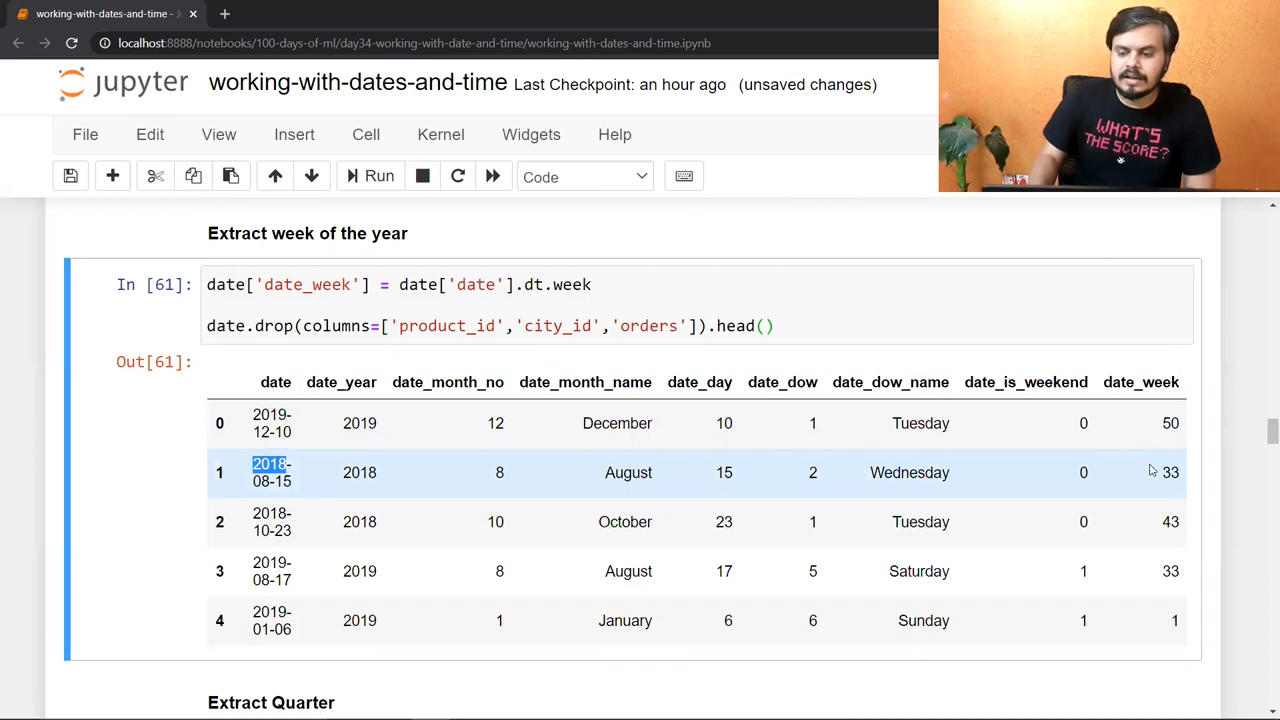 working-with-dates-and-time - Ju
localhost:8888/notebooks/100-days-of-ml/day34-working-with-date-and-time/working-with-dates-and-time.ipynb
jupyter working-with-dates-and-time Last Checkpoint: an hour ago (unsaved changes)
WHAT'S
THE SCORE?
File Edit View Insert Cell Kernel Widgets Help
Run Code
Extract week of the year
In [61]: date['date_week'] = date['date'].dt.week
date.drop(columns=['product_id','city_id','orders']).head()
Out[61]:
date date_year date_month_no date_month_name date_day date_dow date_dow_name date_is_weekend date_week
0 2019-12-10 2019 12 December 10 1 Tuesday 0 50
1 2018-08-15 2018 8 August 15 2 Wednesday 0 33
2 2018-10-23 2018 10 October 23 1 Tuesday 0 43
3 2019-08-17 2019 8 August 17 5 Saturday 1 33
4 2019-01-06 2019 1 January 6 6 Sunday 1 1
Extract Quarter